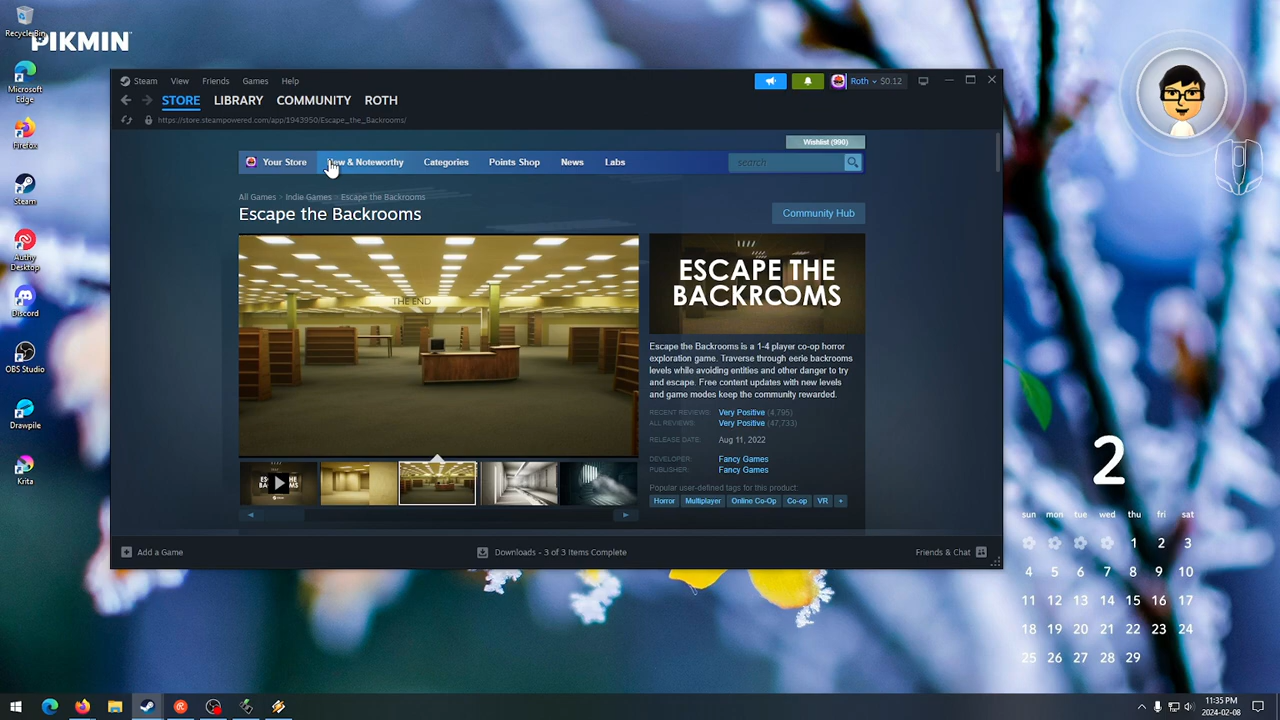 Recycle Bin
PIKMIN
Microsoft
Edge
Firefox
Steam
Authy
Desktop
Discord
OBS Studio
Drawpile
Krita
Steam View Friends Games Help
Roth $0.12
STORE LIBRARY COMMUNITY ROTH
https://store.steampowered.com/app/1943950/Escape_the_Backrooms/
Wishlist (990)
Your Store New & Noteworthy Categories Points Shop News Labs search
All Games > Indie Games > Escape the Backrooms
Escape the Backrooms
Community Hub
THE END
ESCAPE THE
BACKROOMS
Escape the Backrooms is a 1-4 player co-op horror
exploration game. Traverse through eerie backrooms
levels while avoiding entities and other danger to try
and escape. Free content updates with new levels
and game modes keep the community rewarded.
RECENT REVIEWS: Very Positive (4,795)
ALL REVIEWS: Very Positive (47,733)
RELEASE DATE: Aug 11, 2022
DEVELOPER: Fancy Games
PUBLISHER: Fancy Games
Popular user-defined tags for this product:
Horror Multiplayer Online Co-Op Co-op VR +
Add a Game
Downloads - 3 of 3 Items Complete
Friends & Chat
2
sun mon tue wed thu fri sat
1 2 3
4 5 6 7 8 9 10
11 12 13 14 15 16 17
18 19 20 21 22 23 24
25 26 27 28 29
11:35 PM
2024-02-08